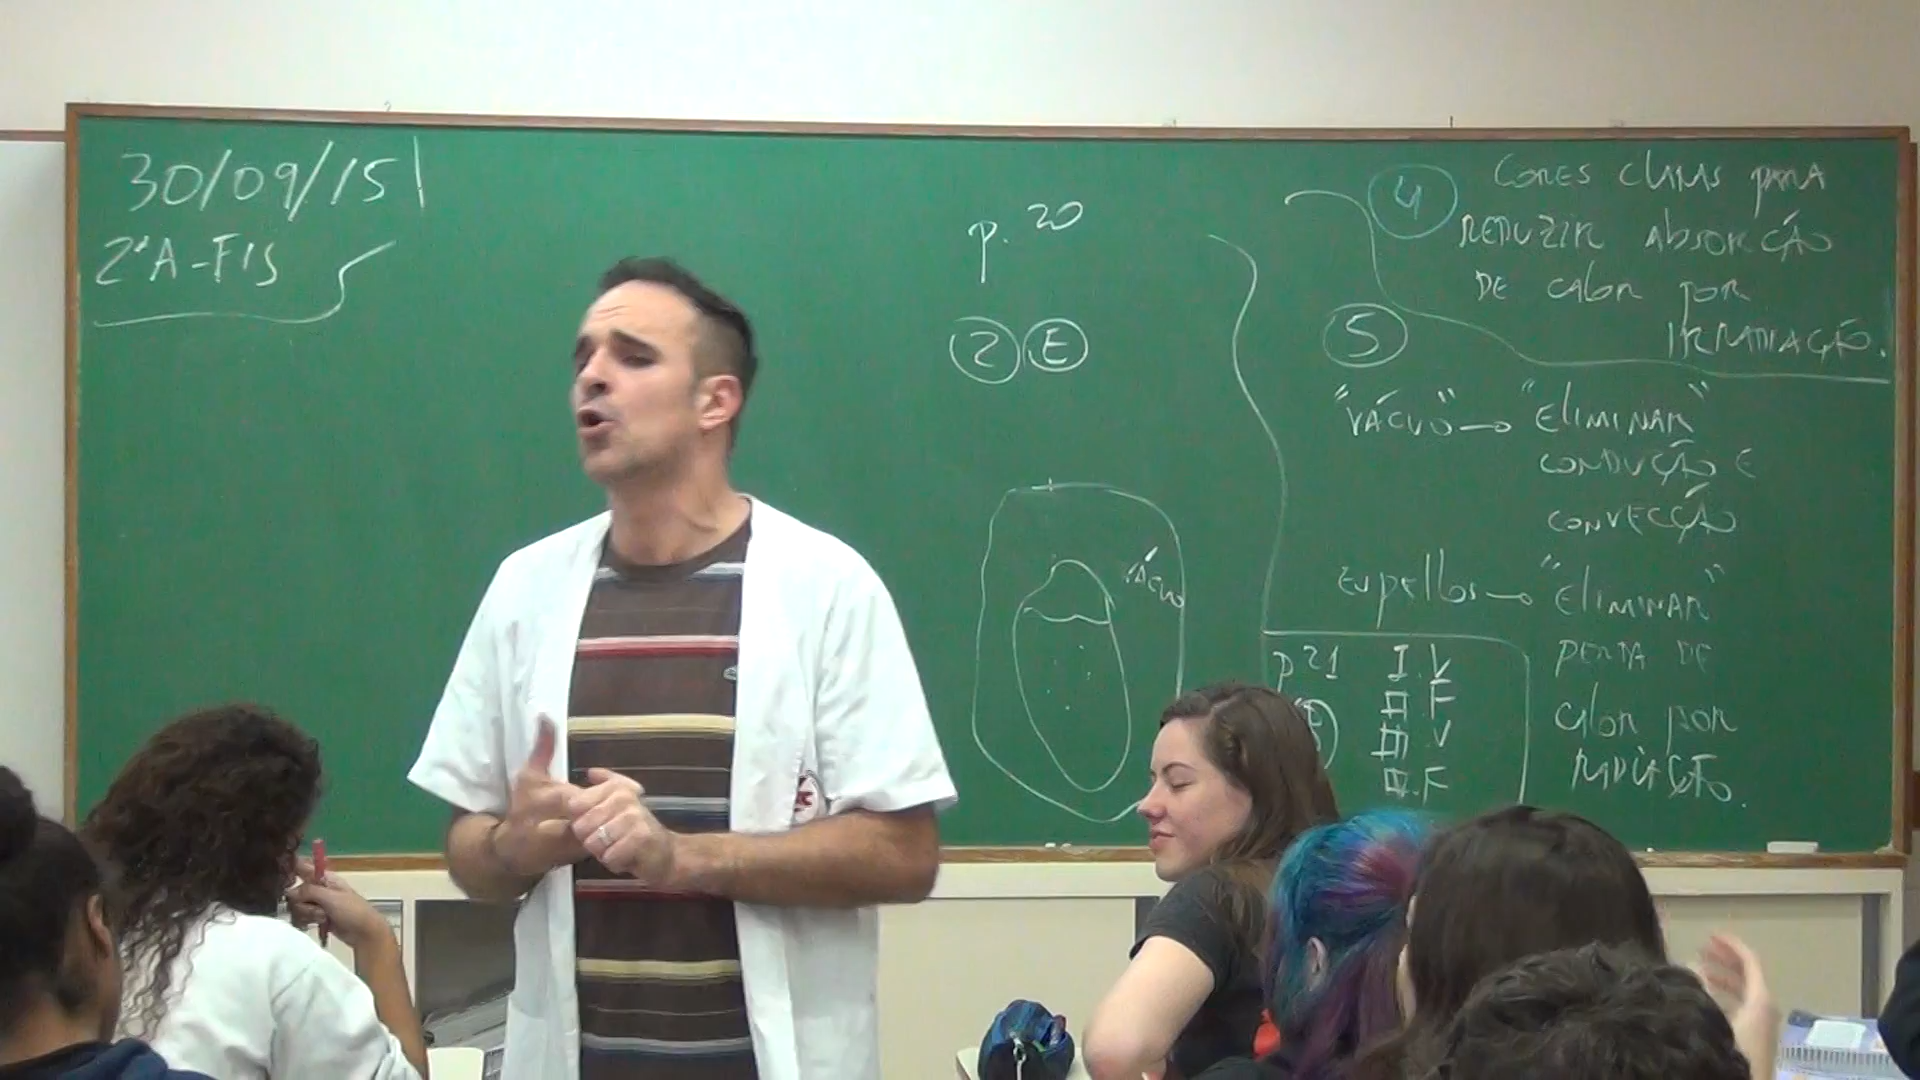 30/09/15
2ªA-FIS
p. 20
2 E
VÁCUO
4 CORES CLARAS PARA
REDUZIR ABSORÇÃO
DE CALOR POR
IRRADIAÇÃO.
5
"VÁCUO" → "ELIMINAR"
CONDUÇÃO E
CONVECÇÃO
ESPELHOS → "ELIMINAR"
PERDA DE
CALOR POR
RADIAÇÃO.
p 21 I. V
II. F
III. V
IV. F